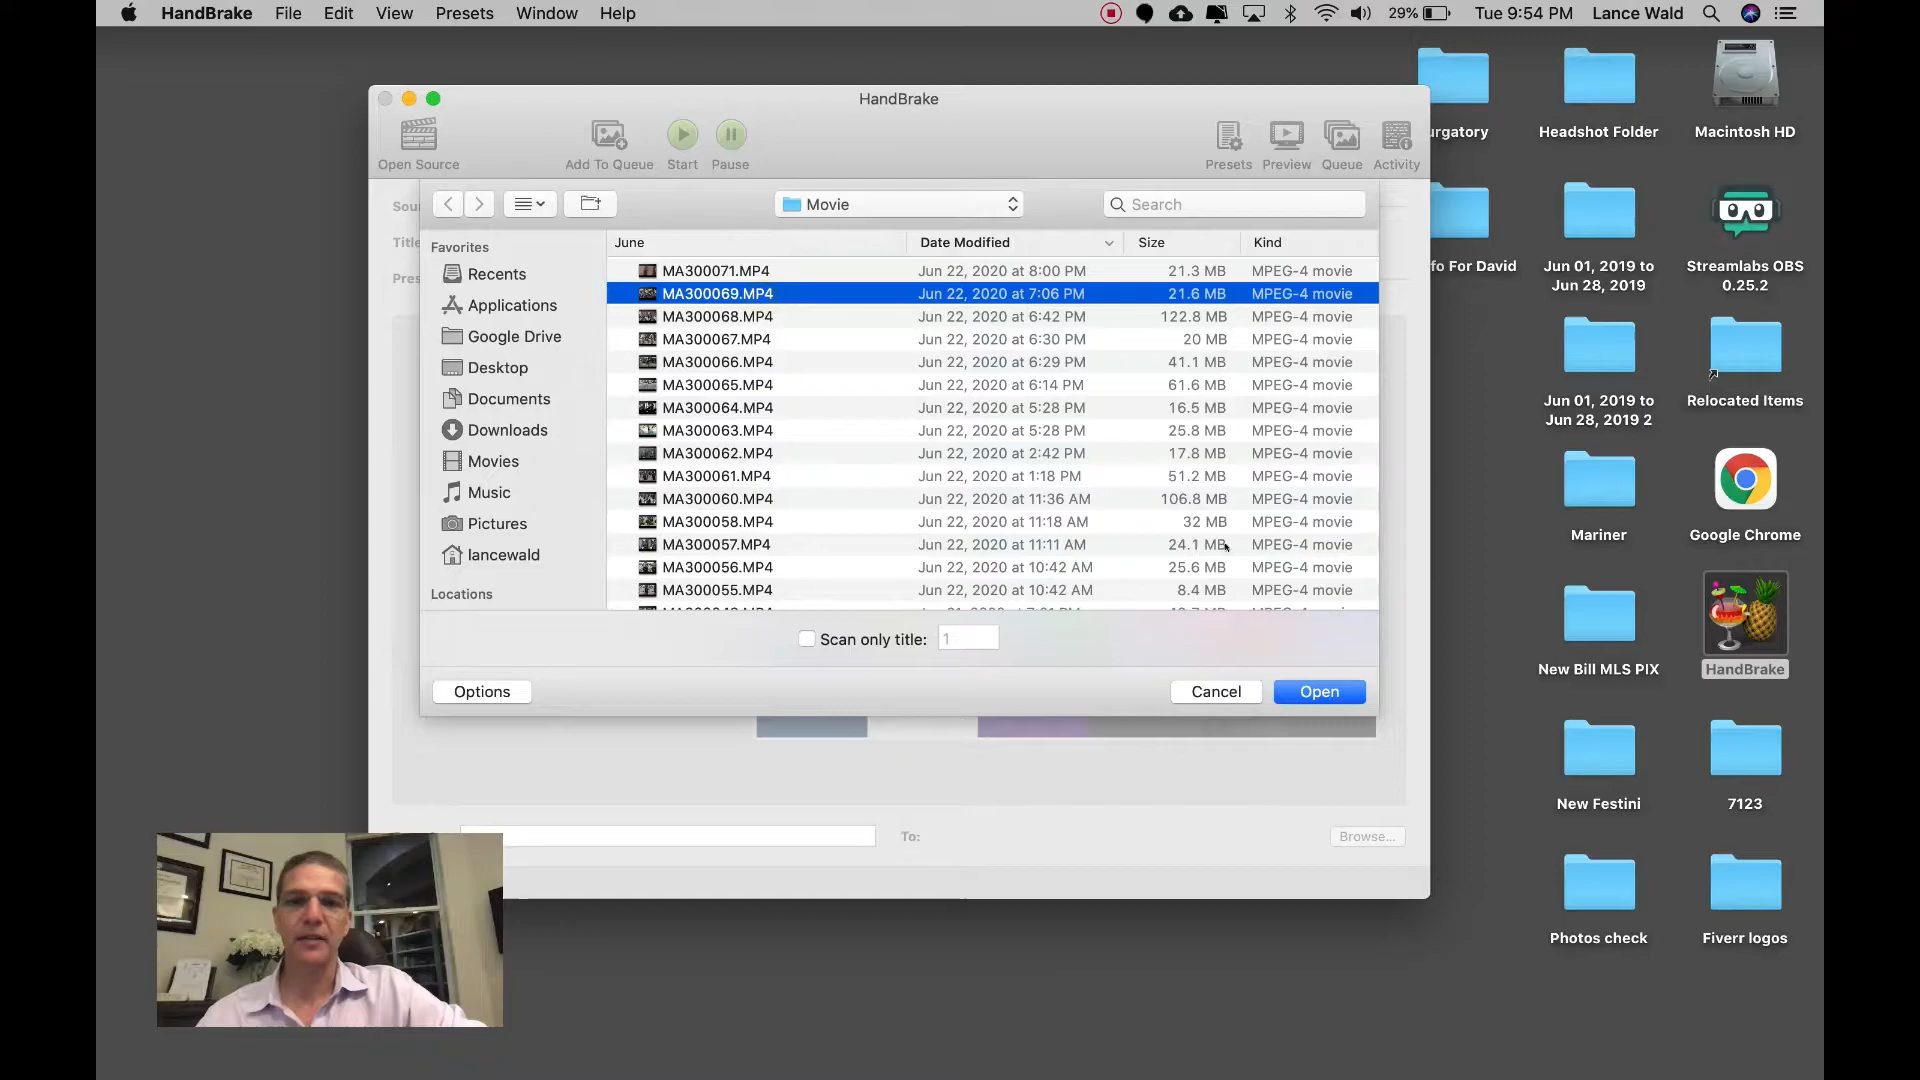 HandBrake File Edit View Presets Window Help 29% Tue 9:54 PM Lance Wald
HandBrake
Open Source Add To Queue Start Pause Presets Preview Queue Activity
Movie Search
June Date Modified Size Kind
MA300071.MP4 Jun 22, 2020 at 8:00 PM 21.3 MB MPEG-4 movie
MA300069.MP4 Jun 22, 2020 at 7:06 PM 21.6 MB MPEG-4 movie
MA300068.MP4 Jun 22, 2020 at 6:42 PM 122.8 MB MPEG-4 movie
MA300067.MP4 Jun 22, 2020 at 6:30 PM 20 MB MPEG-4 movie
MA300066.MP4 Jun 22, 2020 at 6:29 PM 41.1 MB MPEG-4 movie
MA300065.MP4 Jun 22, 2020 at 6:14 PM 61.6 MB MPEG-4 movie
MA300064.MP4 Jun 22, 2020 at 5:28 PM 16.5 MB MPEG-4 movie
MA300063.MP4 Jun 22, 2020 at 5:28 PM 25.8 MB MPEG-4 movie
MA300062.MP4 Jun 22, 2020 at 2:42 PM 17.8 MB MPEG-4 movie
MA300061.MP4 Jun 22, 2020 at 1:18 PM 51.2 MB MPEG-4 movie
MA300060.MP4 Jun 22, 2020 at 11:36 AM 106.8 MB MPEG-4 movie
MA300058.MP4 Jun 22, 2020 at 11:18 AM 32 MB MPEG-4 movie
MA300057.MP4 Jun 22, 2020 at 11:11 AM 24.1 MB MPEG-4 movie
MA300056.MP4 Jun 22, 2020 at 10:42 AM 25.6 MB MPEG-4 movie
MA300055.MP4 Jun 22, 2020 at 10:42 AM 8.4 MB MPEG-4 movie
Favorites
Recents
Applications
Google Drive
Desktop
Documents
Downloads
Movies
Music
Pictures
lancewald
Locations
Sou
Title
Pres
Scan only title: 1
Options Cancel Open
To: Browse...
urgatory Headshot Folder Macintosh HD
fo For David Jun 01, 2019 to Streamlabs OBS
Jun 28, 2019 0.25.2
Jun 01, 2019 to Relocated Items
Jun 28, 2019 2
Mariner Google Chrome
New Bill MLS PIX HandBrake
New Festini 7123
Photos check Fiverr logos